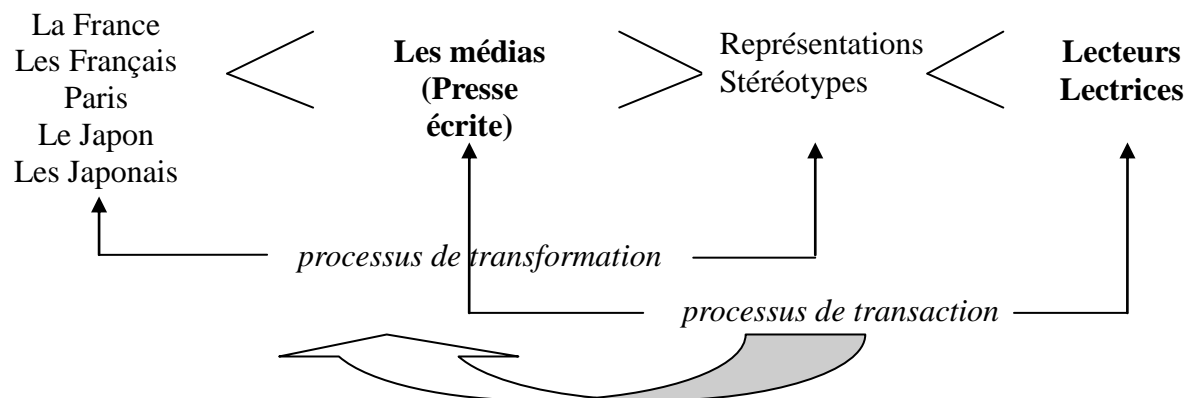 La France
Les Français
Paris
Le Japon
Les Japonais
Les médias
(Presse
écrite)
Représentations
Stéréotypes
Lecteurs
Lectrices
processus de transformation
processus de transaction